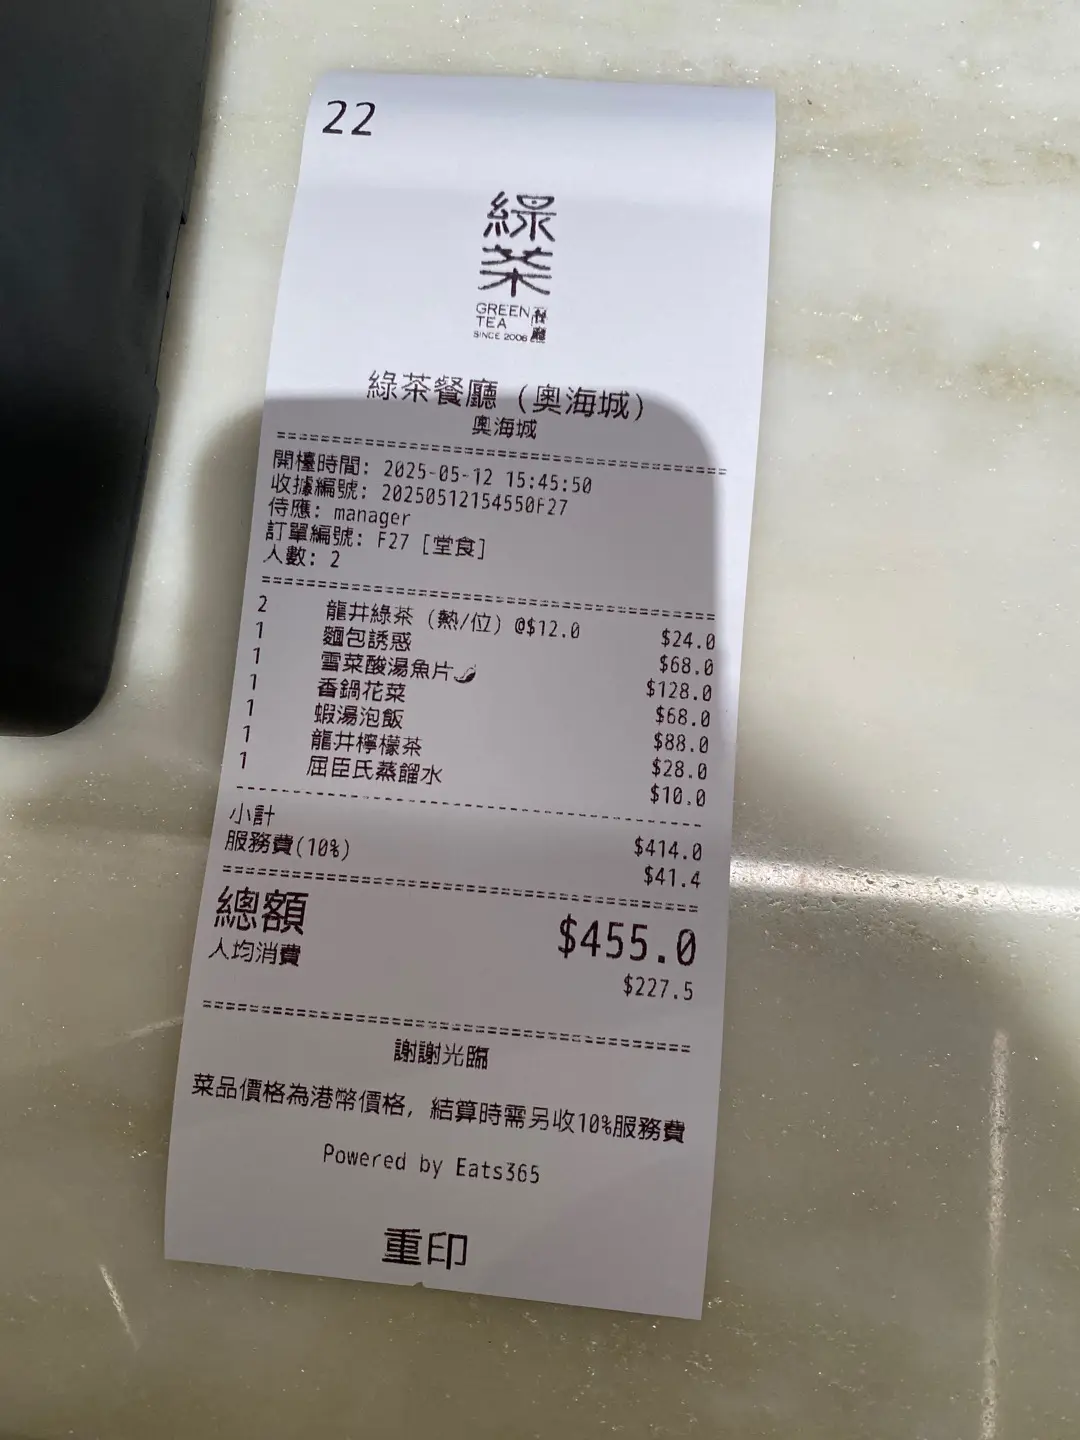 22
綠茶
GREEN TEA 餐廳
SINCE 2008
綠茶餐廳 (奧海城)
奧海城
開檯時間: 2025-05-12 15:45:50
收據編號: 20250512154550F27
侍應: manager
訂單編號: F27 [堂食]
人數: 2
2 龍井綠茶 (熱/位) @$12.0 $24.0
1 麵包誘惑 $68.0
1 雪菜酸湯魚片🌶 $128.0
1 香鍋花菜 $68.0
1 蝦湯泡飯 $88.0
1 龍井檸檬茶 $28.0
1 屈臣氏蒸餾水 $10.0
小計 $414.0
服務費(10%) $41.4
總額 $455.0
人均消費 $227.5
謝謝光臨
菜品價格為港幣價格, 結算時需另收10%服務費
Powered by Eats365
重印